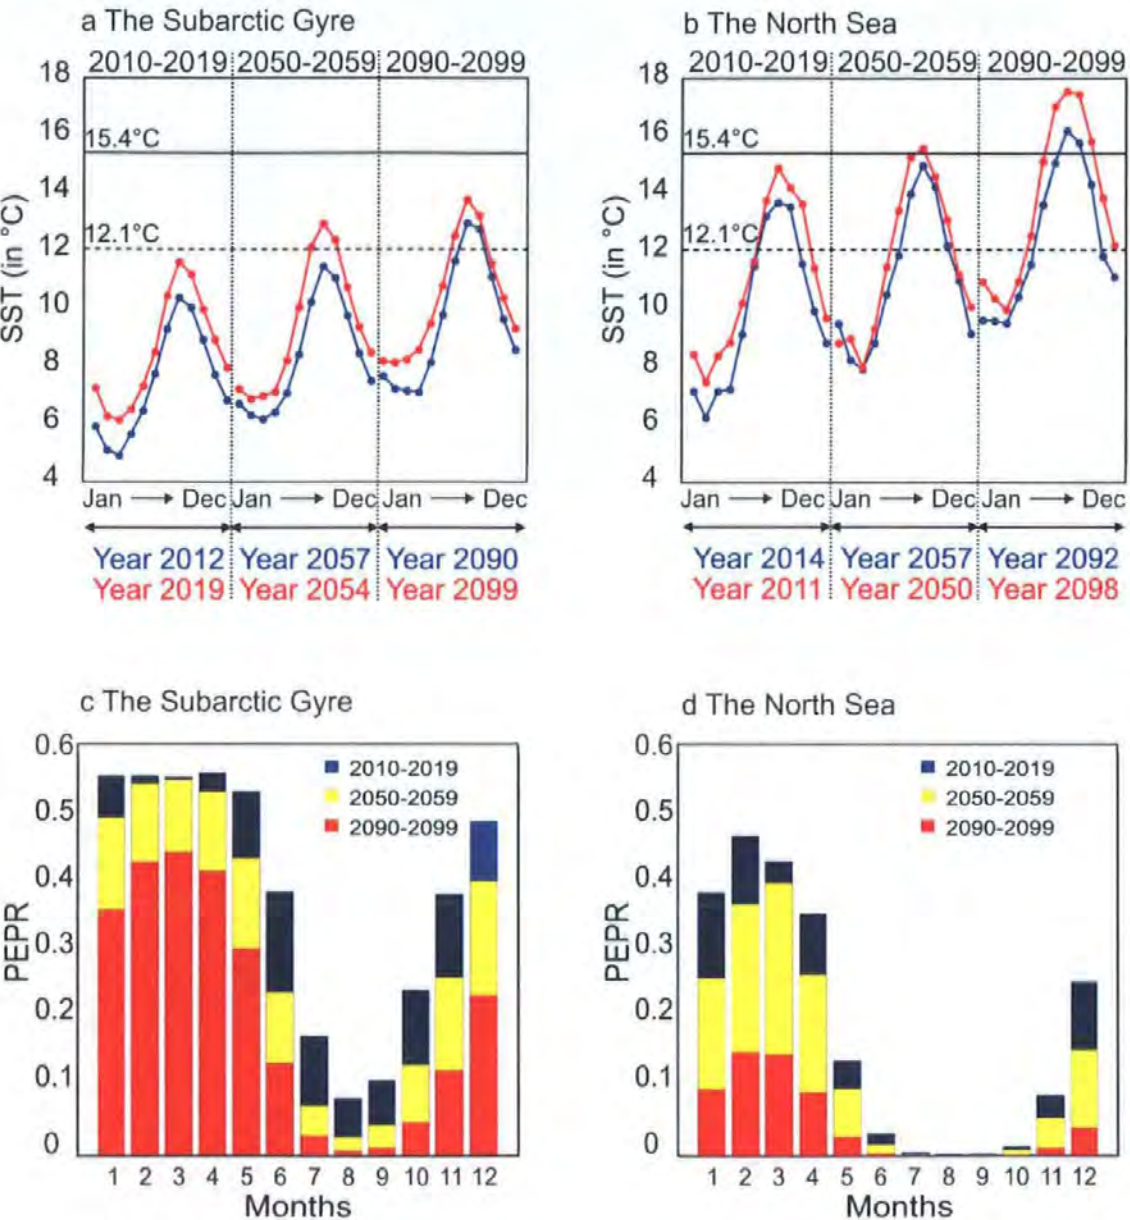 a The Subarctic Gyre
2010-2019 2050-2059 2090-2099
18
16
14
12
10
8
6
4
SST (in °C)
15.4°C
12.1°C
Jan → Dec Jan → Dec Jan → Dec
Year 2012 Year 2057 Year 2090
Year 2019 Year 2054 Year 2099
b The North Sea
2010-2019 2050-2059 2090-2099
18
16
14
12
10
8
6
4
SST (in °C)
15.4°C
12.1°C
Jan → Dec Jan → Dec Jan → Dec
Year 2014 Year 2057 Year 2092
Year 2011 Year 2050 Year 2098
c The Subarctic Gyre
0.6
0.5
0.4
0.3
0.2
0.1
0
PEPR
2010-2019
2050-2059
2090-2099
1 2 3 4 5 6 7 8 9 10 11 12
Months
d The North Sea
0.6
0.5
0.4
0.3
0.2
0.1
0
PEPR
2010-2019
2050-2059
2090-2099
1 2 3 4 5 6 7 8 9 10 11 12
Months